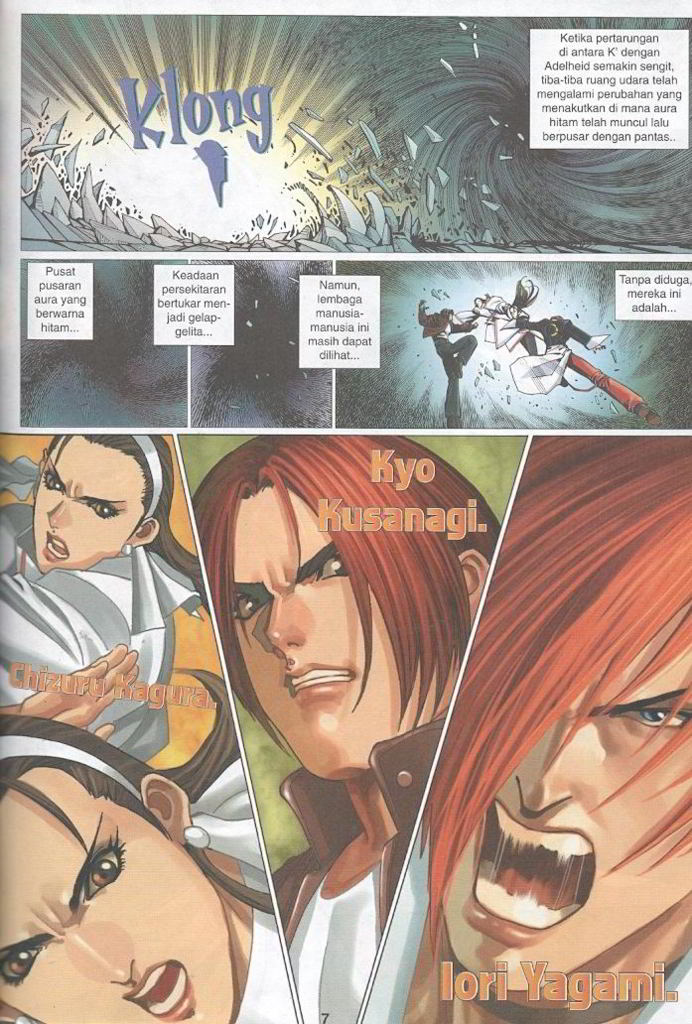 Klong
Ketika pertarungan
di antara K' dengan
Adelheid semakin sengit,
tiba-tiba ruang udara telah
mengalami perubahan yang
menakutkan di mana aura
hitam telah muncul lalu
berpusar dengan pantas..
Pusat
pusaran
aura yang
berwarna
hitam...
Keadaan
persekitaran
bertukar men-
jadi gelap-
gelita...
Namun,
lembaga
manusia-
manusia ini
masih dapat
dilihat...
Tanpa diduga,
mereka ini
adalah...
Chizuru Kagura.
Kyo
Kusanagi.
Iori Yagami.
7